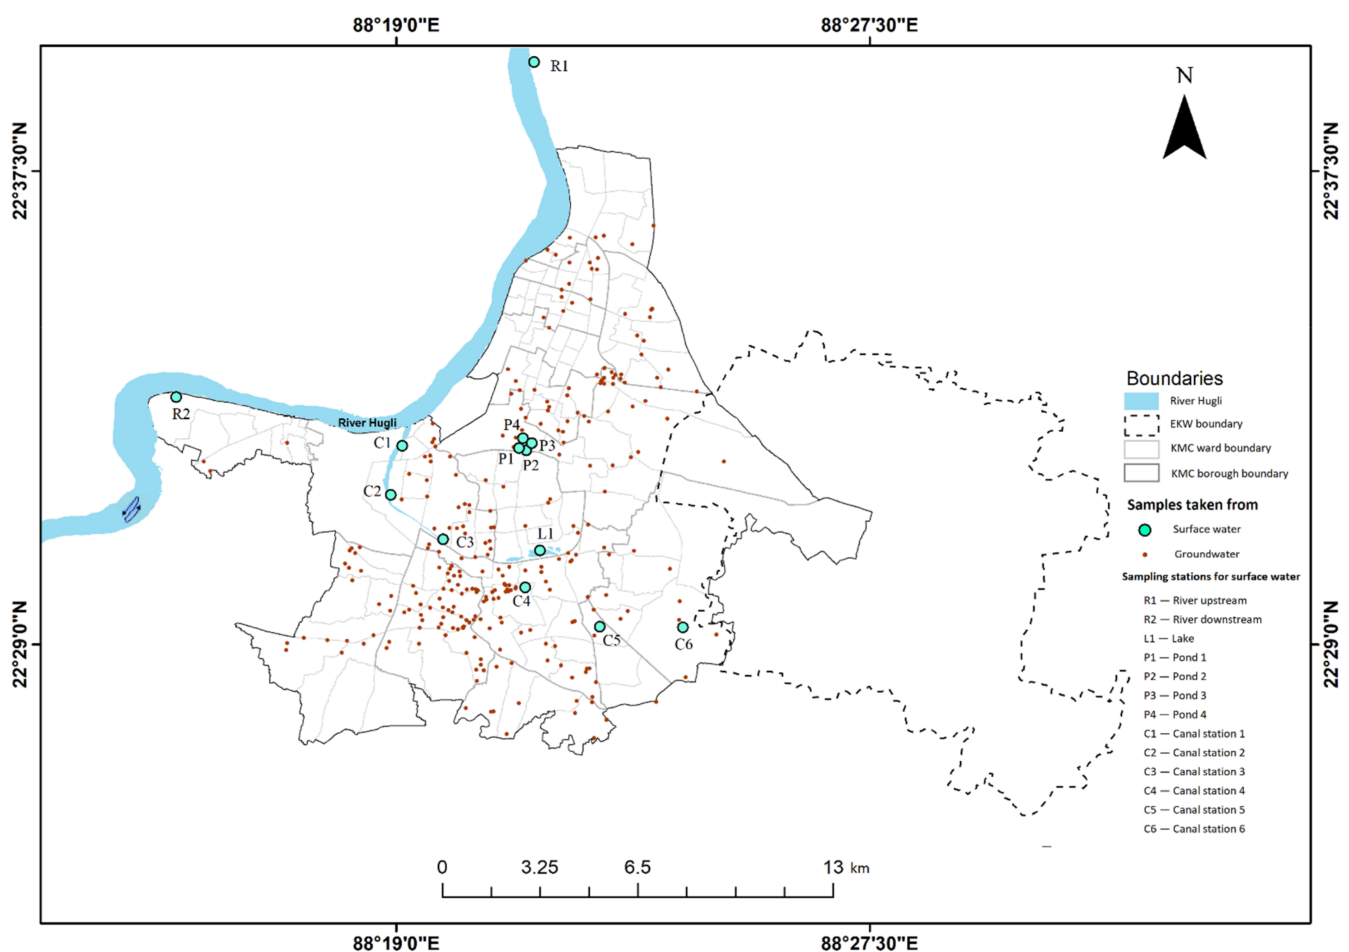 88°19'0"E 88°27'30"E
N
R1
22°37'30"N 22°37'30"N
Boundaries
River Hugli
EKW boundary
KMC ward boundary
KMC borough boundary
R2
River Hugli
C1
P4
P3
P1
P2
C2
Samples taken from
Surface water
Groundwater
L1
C3
Sampling stations for surface water
C4
R1 — River upstream
R2 — River downstream
L1 — Lake
C5
C6
22°29'0"N 22°29'0"N
P1 — Pond 1
P2 — Pond 2
P3 — Pond 3
P4 — Pond 4
C1 — Canal station 1
C2 — Canal station 2
C3 — Canal station 3
C4 — Canal station 4
C5 — Canal station 5
C6 — Canal station 6
0 3.25 6.5 13 km
88°19'0"E 88°27'30"E